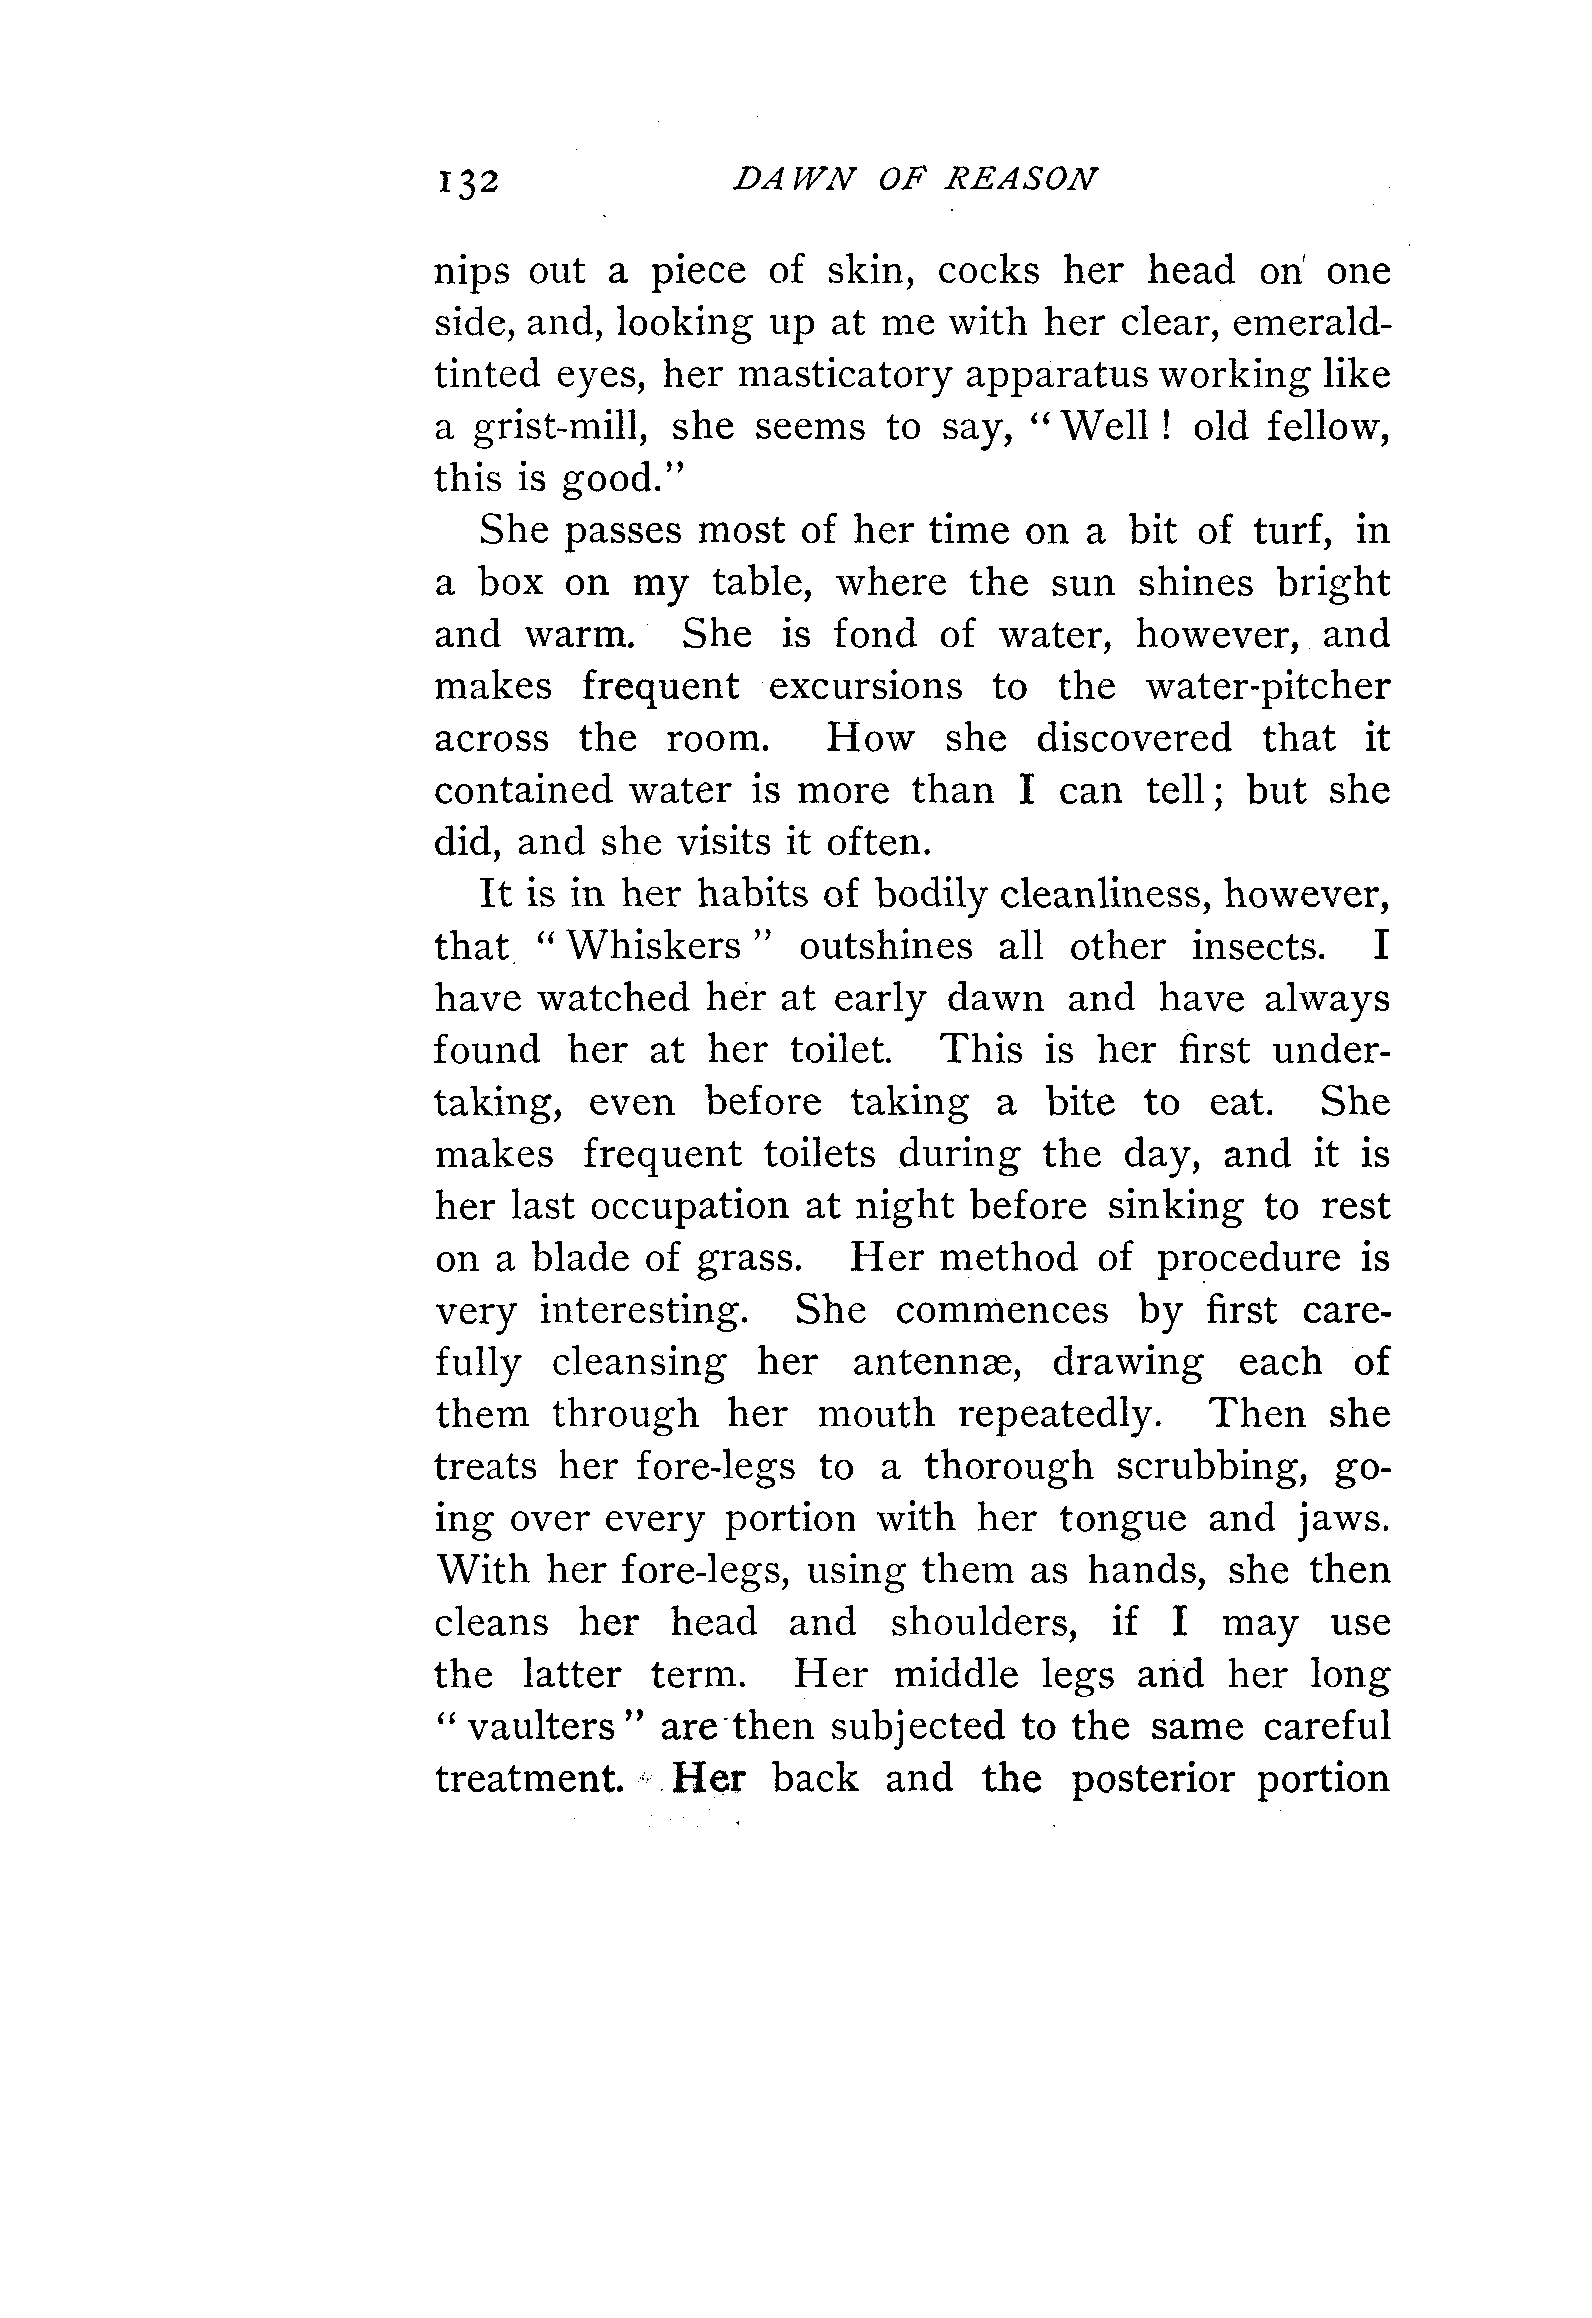 132 DAWN OF REASON
nips out a piece of skin, cocks her head on one
side, and, looking up at me with her clear, emerald-
tinted eyes, her masticatory apparatus working like
a grist-mill, she seems to say, “Well! old fellow,
this is good.”
She passes most of her time on a bit of turf, in
a box on my table, where the sun shines bright
and warm. She is fond of water, however, and
makes frequent excursions to the water-pitcher
across the room. How she discovered that it
contained water is more than I can tell; but she
did, and she visits it often.
It is in her habits of bodily cleanliness, however,
that “Whiskers” outshines all other insects. I
have watched her at early dawn and have always
found her at her toilet. This is her first under-
taking, even before taking a bite to eat. She
makes frequent toilets during the day, and it is
her last occupation at night before sinking to rest
on a blade of grass. Her method of procedure is
very interesting. She commences by first care-
fully cleansing her antennæ, drawing each of
them through her mouth repeatedly. Then she
treats her fore-legs to a thorough scrubbing, go-
ing over every portion with her tongue and jaws.
With her fore-legs, using them as hands, she then
cleans her head and shoulders, if I may use
the latter term. Her middle legs and her long
“vaulters” are then subjected to the same careful
treatment. Her back and the posterior portion